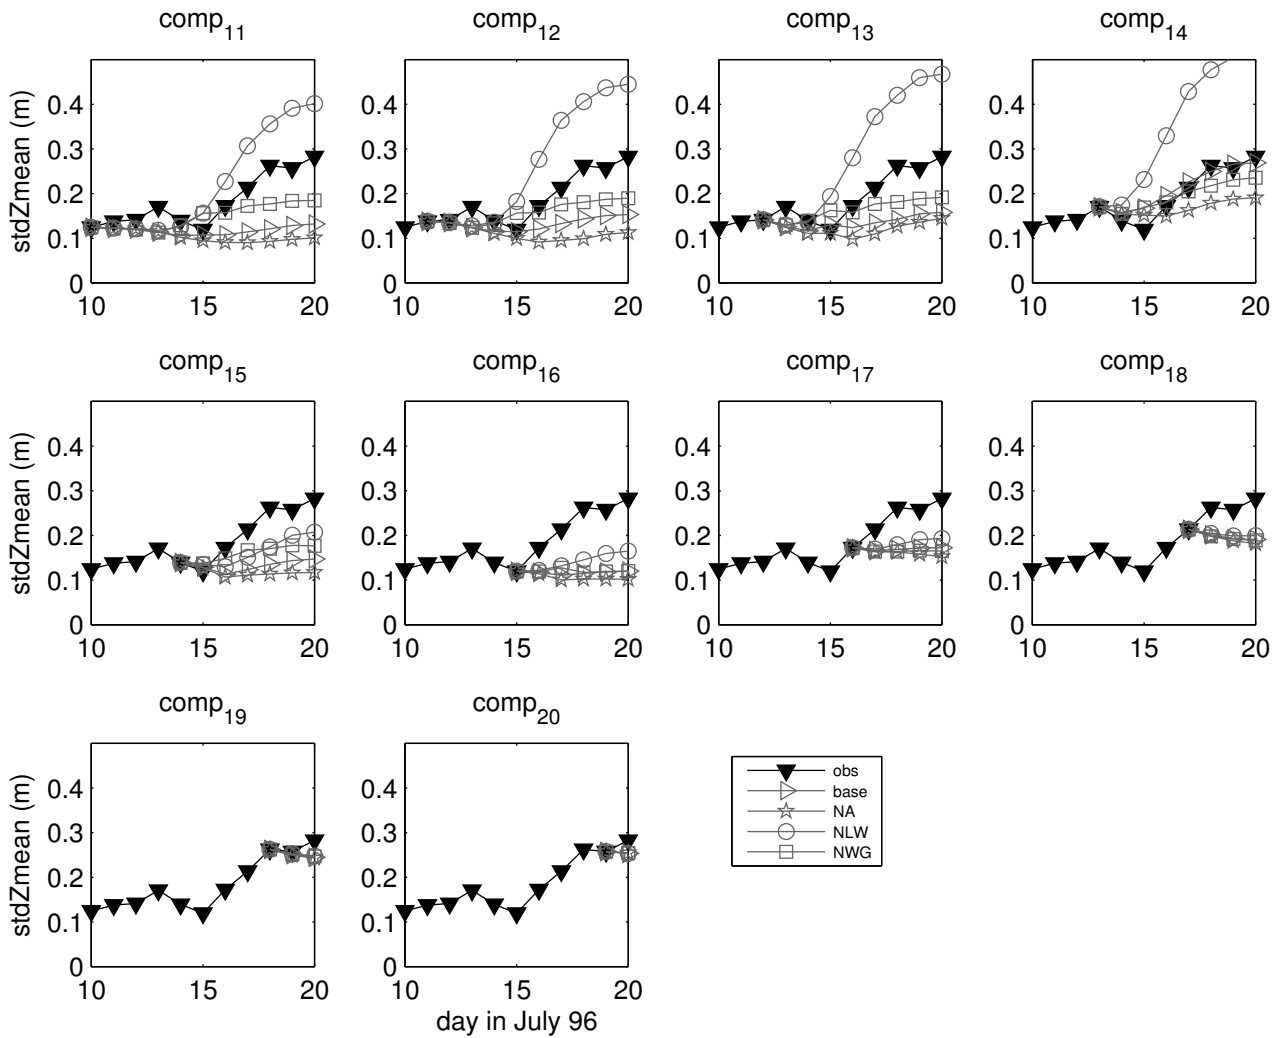 comp11 comp12 comp13 comp14
stdZmean (m)
0.4 0.4 0.4 0.4
0.3 0.3 0.3 0.3
0.2 0.2 0.2 0.2
0.1 0.1 0.1 0.1
0 0 0 0
10 15 20 10 15 20 10 15 20 10 15 20
comp15 comp16 comp17 comp18
stdZmean (m)
0.4 0.4 0.4 0.4
0.3 0.3 0.3 0.3
0.2 0.2 0.2 0.2
0.1 0.1 0.1 0.1
0 0 0 0
10 15 20 10 15 20 10 15 20 10 15 20
comp19 comp20
stdZmean (m)
0.4 0.4
0.3 0.3
0.2 0.2
0.1 0.1
0 0
10 15 20 10 15 20
day in July 96
obs
base
NA
NLW
NWG